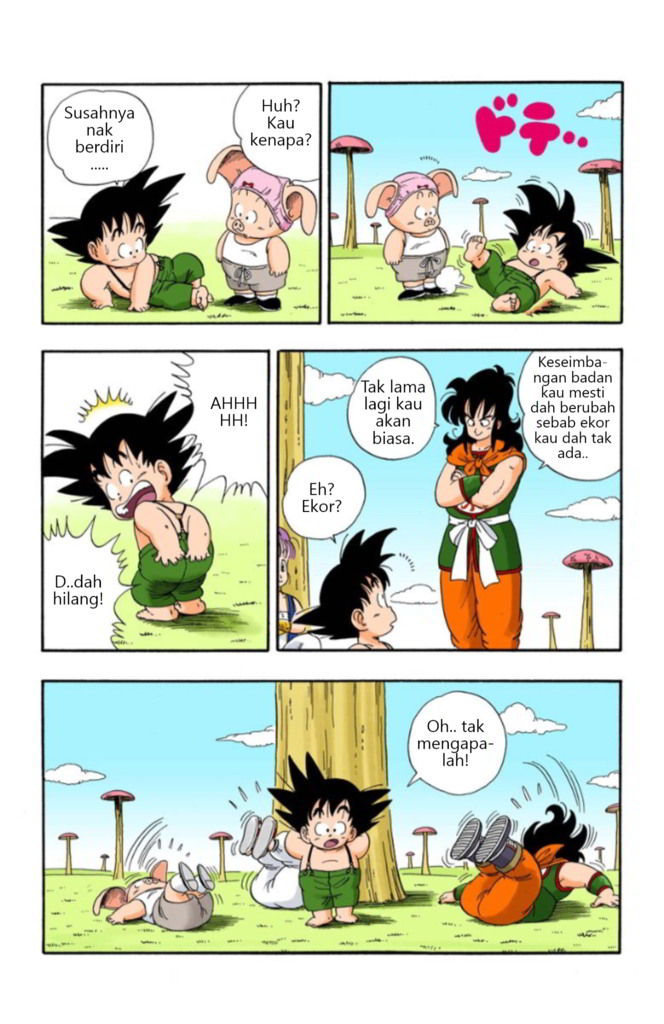 Susahnya
nak
berdiri
.....
Huh?
Kau
kenapa?
ドテ··
AHHH
HH!
D..dah
hilang!
Keseimba-
ngan badan
kau mesti
dah berubah
sebab ekor
kau dah tak
ada..
Tak lama
lagi kau
akan
biasa.
Eh?
Ekor?
Oh.. tak
mengapa-
lah!